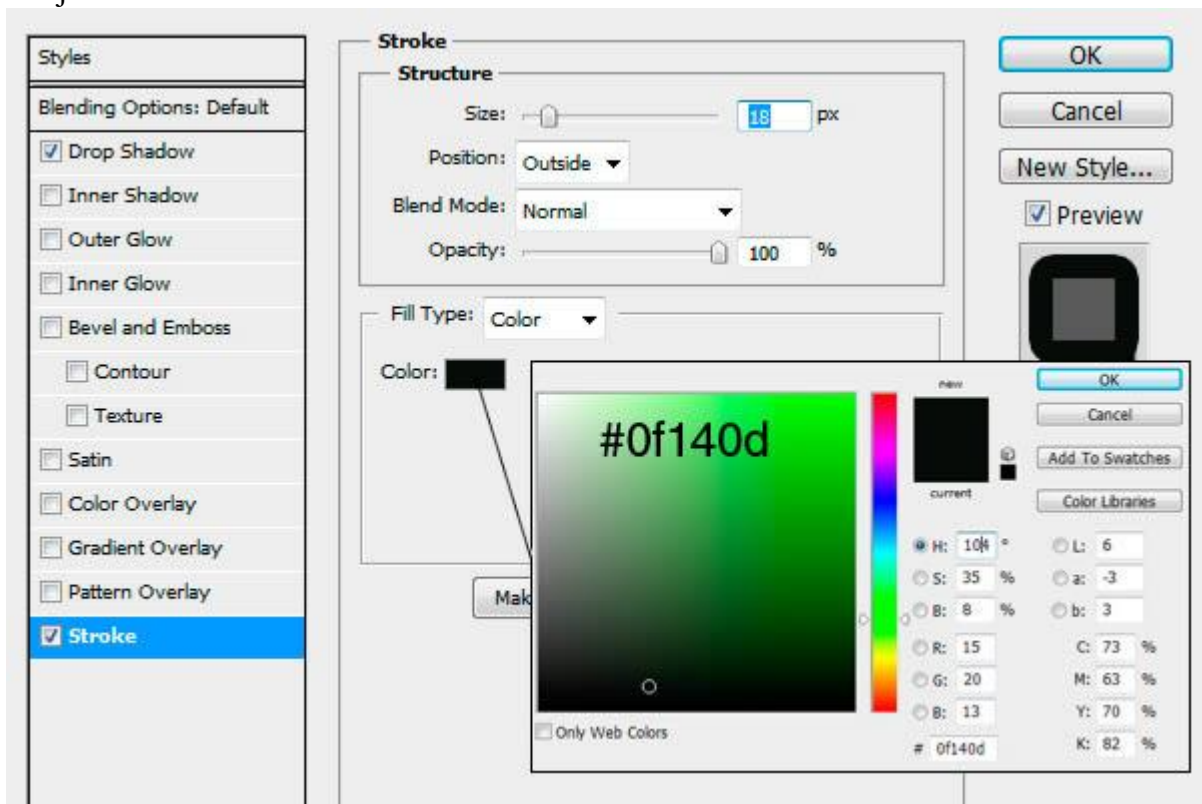 Styles
Blending Options: Default
Drop Shadow
Inner Shadow
Outer Glow
Inner Glow
Bevel and Emboss
Contour
Texture
Satin
Color Overlay
Gradient Overlay
Pattern Overlay
Stroke
Stroke
Structure
Size: 18 px
Position: Outside
Blend Mode: Normal
Opacity: 100 %
Fill Type: Color
Color:
Mak
OK
Cancel
New Style...
Preview
#0f140d
new
current
OK
Cancel
Add To Swatches
Color Libraries
H: 104 °
S: 35 %
B: 8 %
R: 15
G: 20
B: 13
# 0f140d
L: 6
a: -3
b: 3
C: 73 %
M: 63 %
Y: 70 %
K: 82 %
Only Web Colors